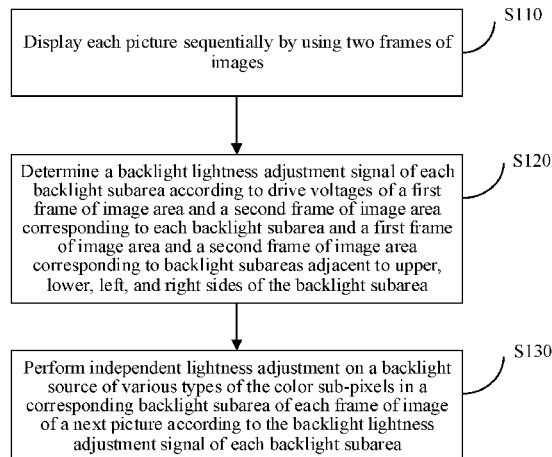 S110
Display each picture sequentially by using two frames of
images
S120
Determine a backlight lightness adjustment signal of each
backlight subarea according to drive voltages of a first
frame of image area and a second frame of image area
corresponding to each backlight subarea and a first frame
of image area and a second frame of image area
corresponding to backlight subareas adjacent to upper,
lower, left, and right sides of the backlight subarea
S130
Perform independent lightness adjustment on a backlight
source of various types of the color sub-pixels in a
corresponding backlight subarea of each frame of image
of a next picture according to the backlight lightness
adjustment signal of each backlight subarea